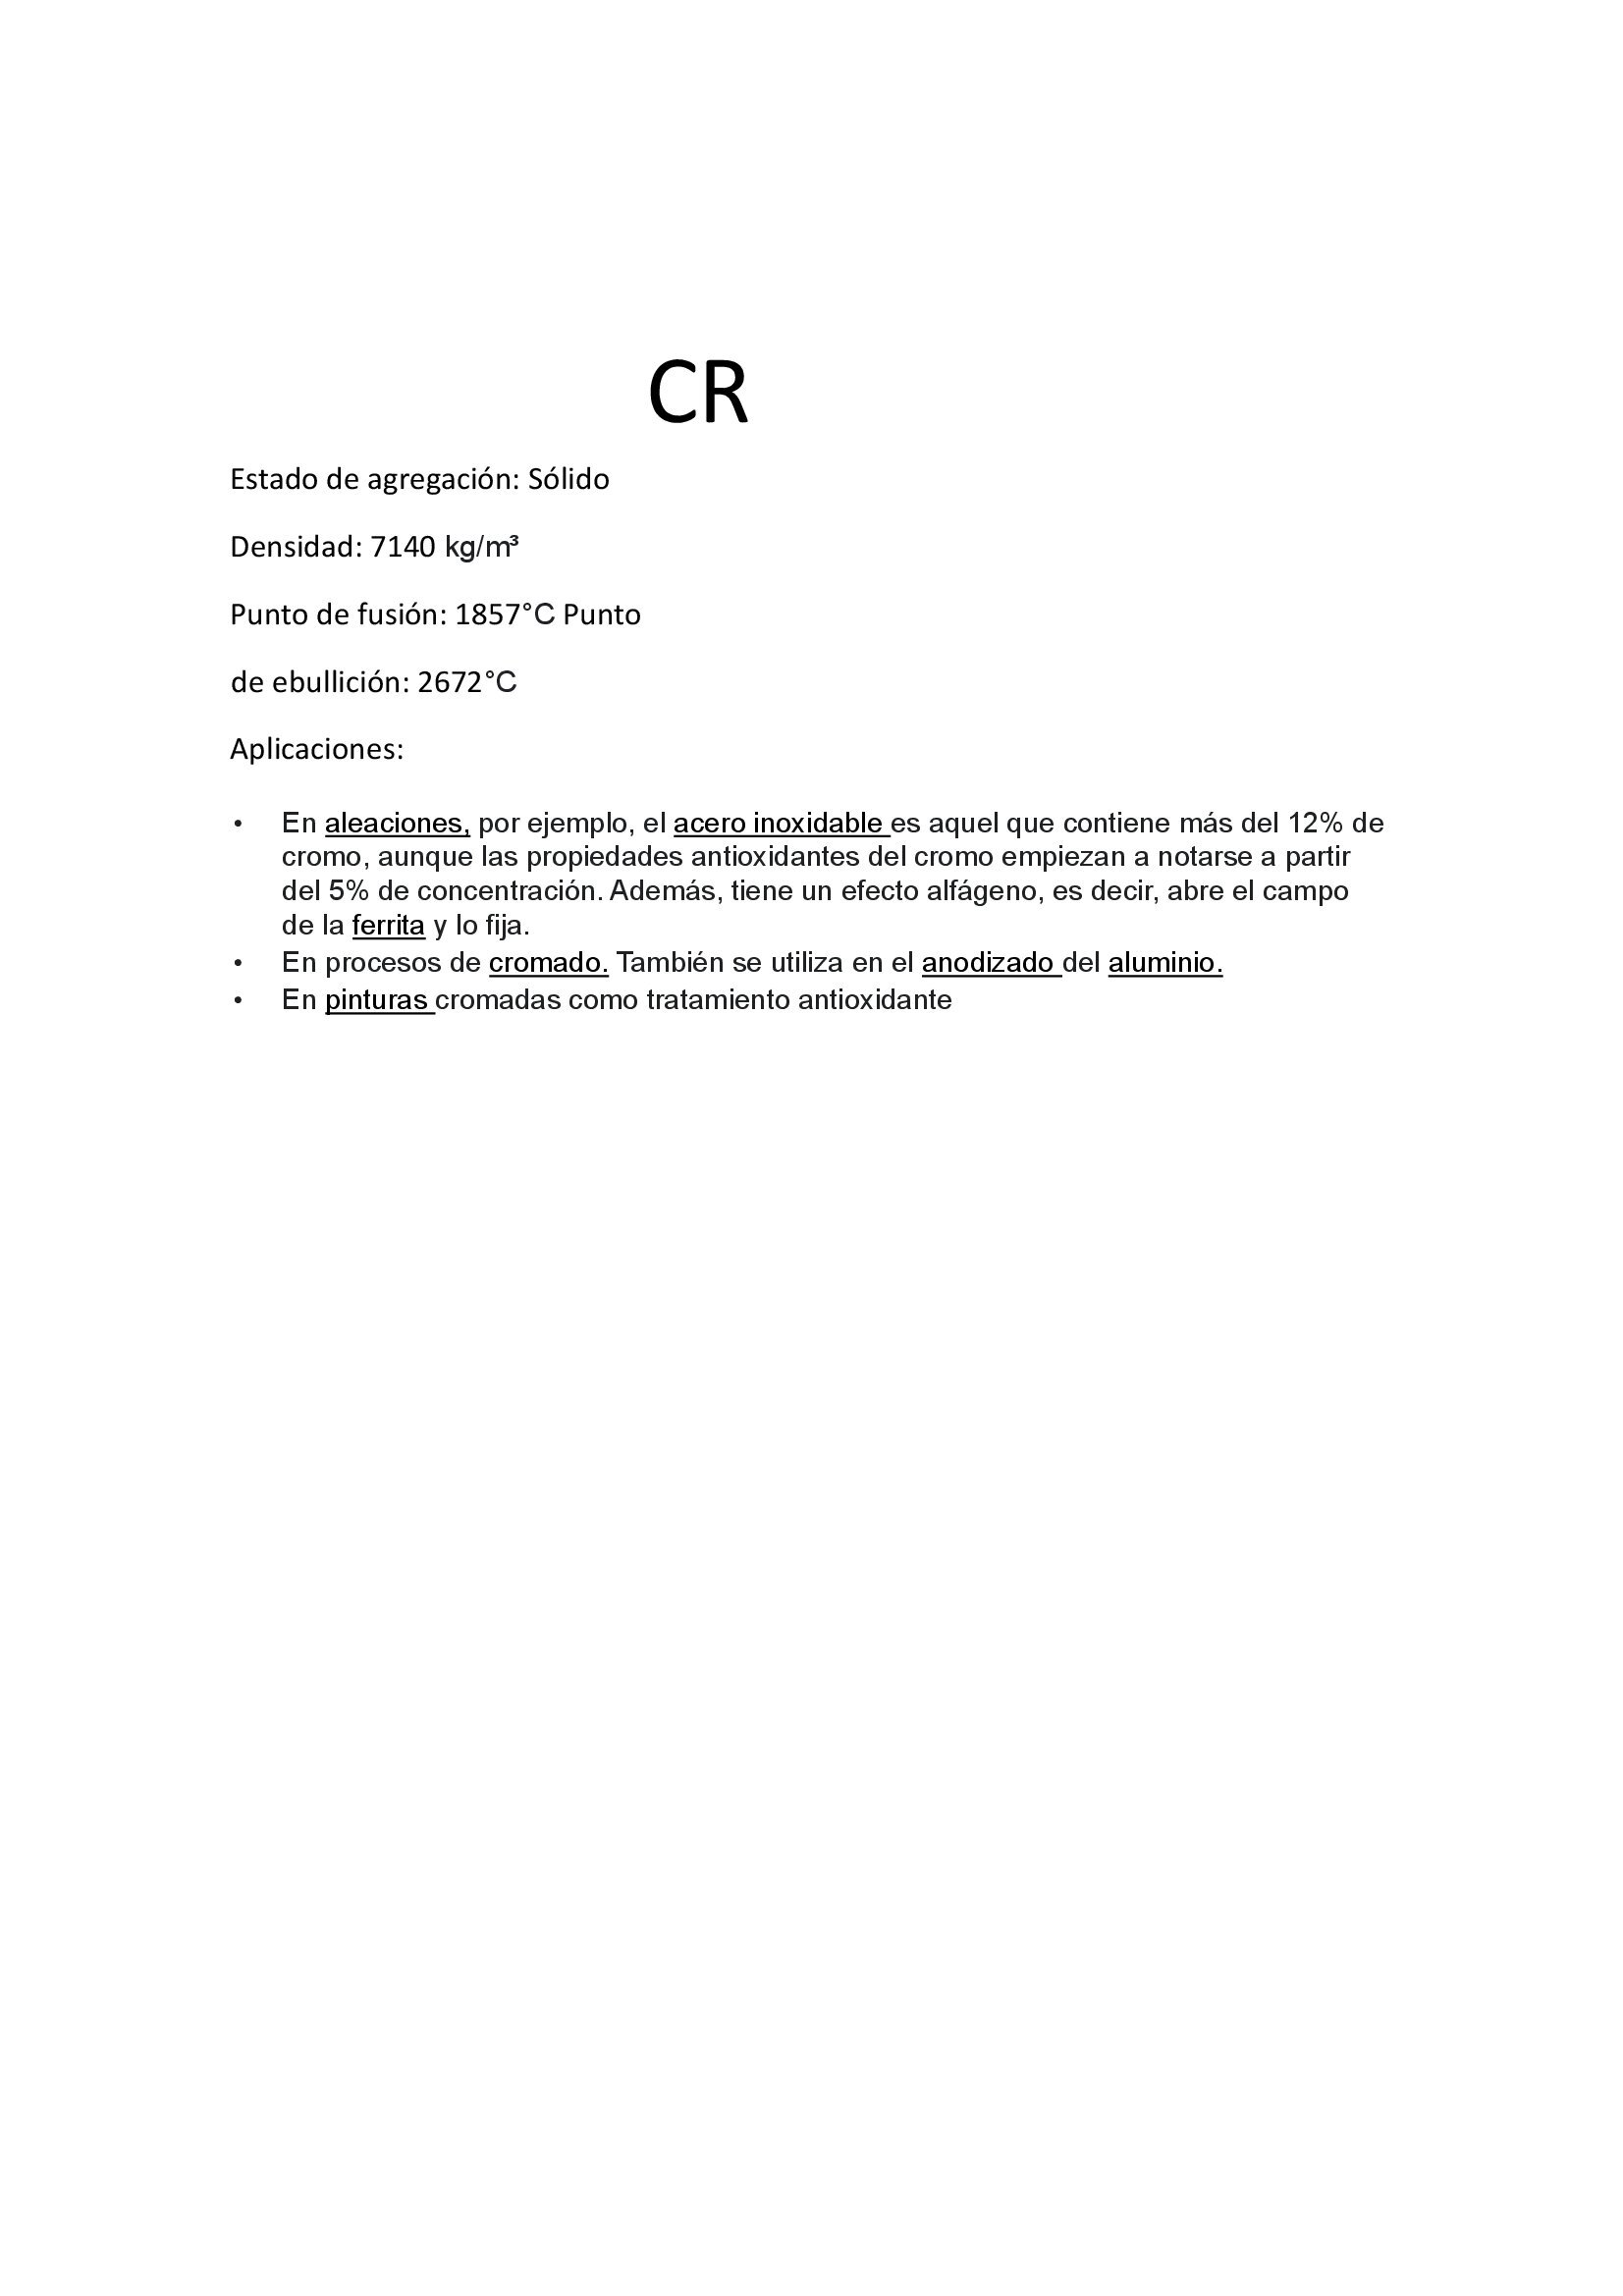 CR
Estado de agregación: Sólido
Densidad: 7140 kg/m³
Punto de fusión: 1857°C Punto
de ebullición: 2672°C
Aplicaciones:
• En aleaciones, por ejemplo, el acero inoxidable es aquel que contiene más del 12% de
cromo, aunque las propiedades antioxidantes del cromo empiezan a notarse a partir
del 5% de concentración. Además, tiene un efecto alfágeno, es decir, abre el campo
de la ferrita y lo fija.
• En procesos de cromado. También se utiliza en el anodizado del aluminio.
• En pinturas cromadas como tratamiento antioxidante